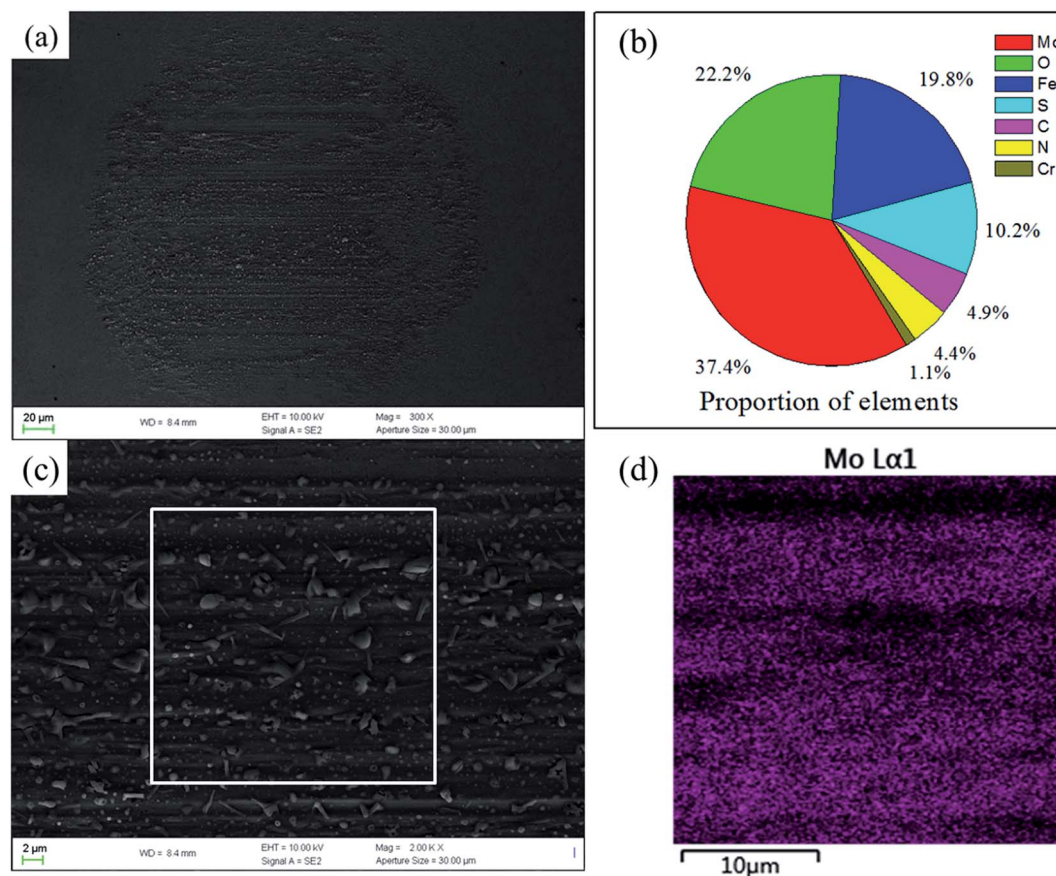 (a)
20 µm
WD = 8.4 mm
EHT = 10.00 kV
Signal A = SE2
Mag = 300 X
Aperture Size = 30.00 µm
(b)
Mo
O
Fe
S
C
N
Cr
22.2%
19.8%
10.2%
4.9%
4.4%
1.1%
37.4%
Proportion of elements
(c)
2 µm
WD = 8.4 mm
EHT = 10.00 kV
Signal A = SE2
Mag = 2.00 K X
Aperture Size = 30.00 µm
(d)
Mo Lα1
10µm